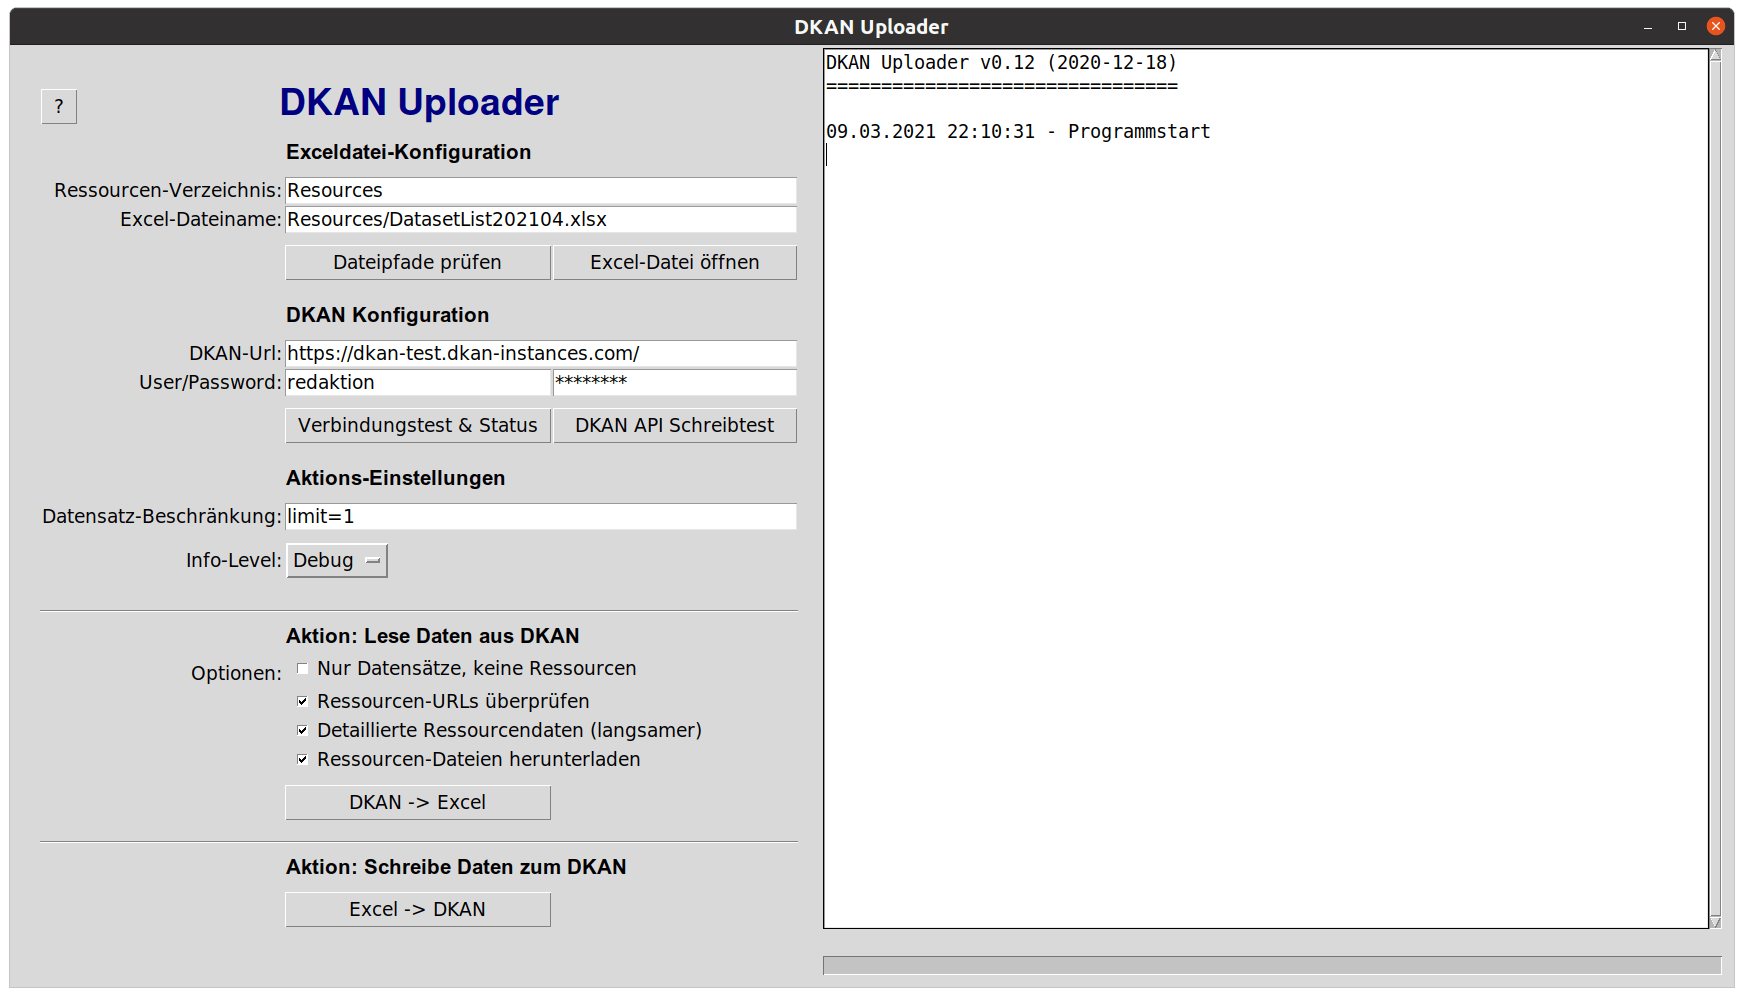 DKAN Uploader
?
DKAN Uploader
Exceldatei-Konfiguration
Ressourcen-Verzeichnis: Resources
Excel-Dateiname: Resources/DatasetList202104.xlsx
Dateipfade prüfen Excel-Datei öffnen
DKAN Konfiguration
DKAN-Url: https://dkan-test.dkan-instances.com/
User/Password: redaktion ********
Verbindungstest & Status DKAN API Schreibtest
Aktions-Einstellungen
Datensatz-Beschränkung: limit=1
Info-Level: Debug
Aktion: Lese Daten aus DKAN
Optionen: Nur Datensätze, keine Ressourcen
Ressourcen-URLs überprüfen
Detaillierte Ressourcendaten (langsamer)
Ressourcen-Dateien herunterladen
DKAN -> Excel
Aktion: Schreibe Daten zum DKAN
Excel -> DKAN
DKAN Uploader v0.12 (2020-12-18)
================================
09.03.2021 22:10:31 - Programmstart